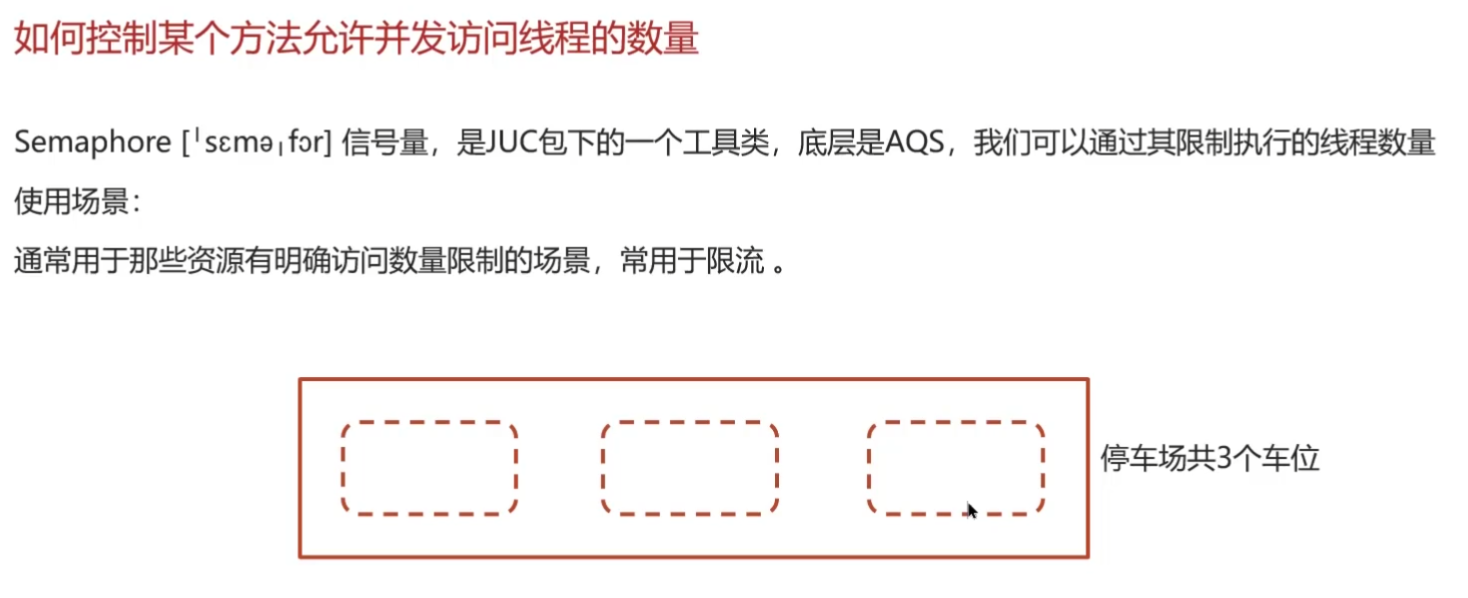 如何控制某个方法允许并发访问线程的数量
Semaphore [ˈsɛməˌfɔr] 信号量，是JUC包下的一个工具类，底层是AQS，我们可以通过其限制执行的线程数量
使用场景：
通常用于那些资源有明确访问数量限制的场景，常用于限流 。
停车场共3个车位